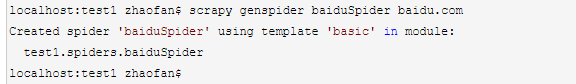 localhost:test1 zhaofan$ scrapy genspider baiduSpider baidu.com
Created spider 'baiduSpider' using template 'basic' in module:
  test1.spiders.baiduSpider
localhost:test1 zhaofan$